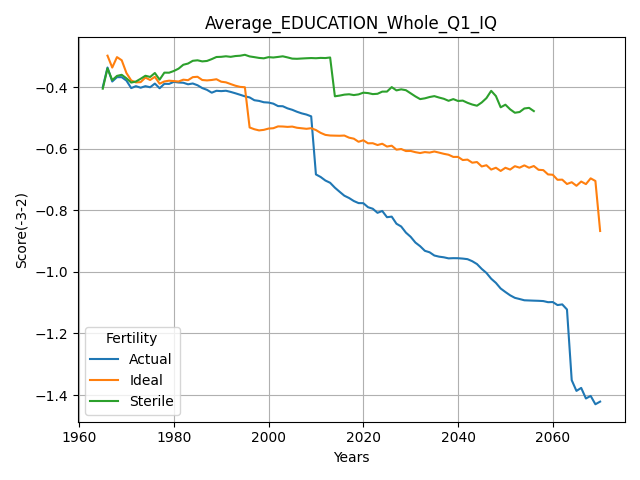 Average_EDUCATION_Whole_Q1_IQ
Score(-3-2)
−0.4
−0.6
−0.8
−1.0
−1.2
−1.4
Fertility
Actual
Ideal
Sterile
1960
1980
2000
2020
2040
2060
Years